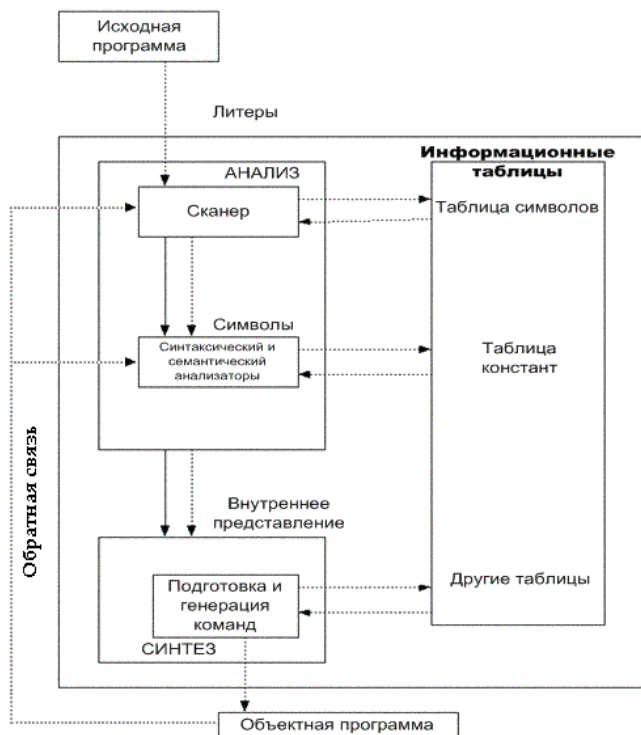 Исходная
программа
Литеры
Информационные
таблицы
АНАЛИЗ
Сканер
Таблица символов
Символы
Синтаксический и
семантический
анализаторы
Таблица
констант
Обратная связь
Внутреннее
представление
Подготовка и
генерация
команд
Другие таблицы
СИНТЕЗ
Объектная программа